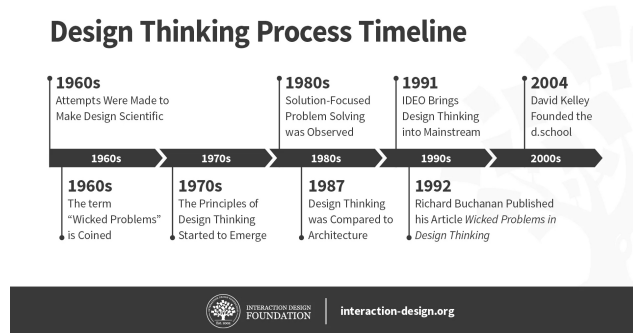 Design Thinking Process Timeline
1960s
Attempts Were Made to
Make Design Scientific
1980s
Solution-Focused
Problem Solving
was Observed
1991
IDEO Brings
Design Thinking
into Mainstream
2004
David Kelley
Founded the
d.school
1960s
1970s
1980s
1990s
2000s
1960s
The term
“Wicked Problems”
is Coined
1970s
The Principles of
Design Thinking
Started to Emerge
1987
Design Thinking
was Compared to
Architecture
1992
Richard Buchanan Published
his Article Wicked Problems in
Design Thinking
INTERACTION DESIGN
FOUNDATION
interaction-design.org